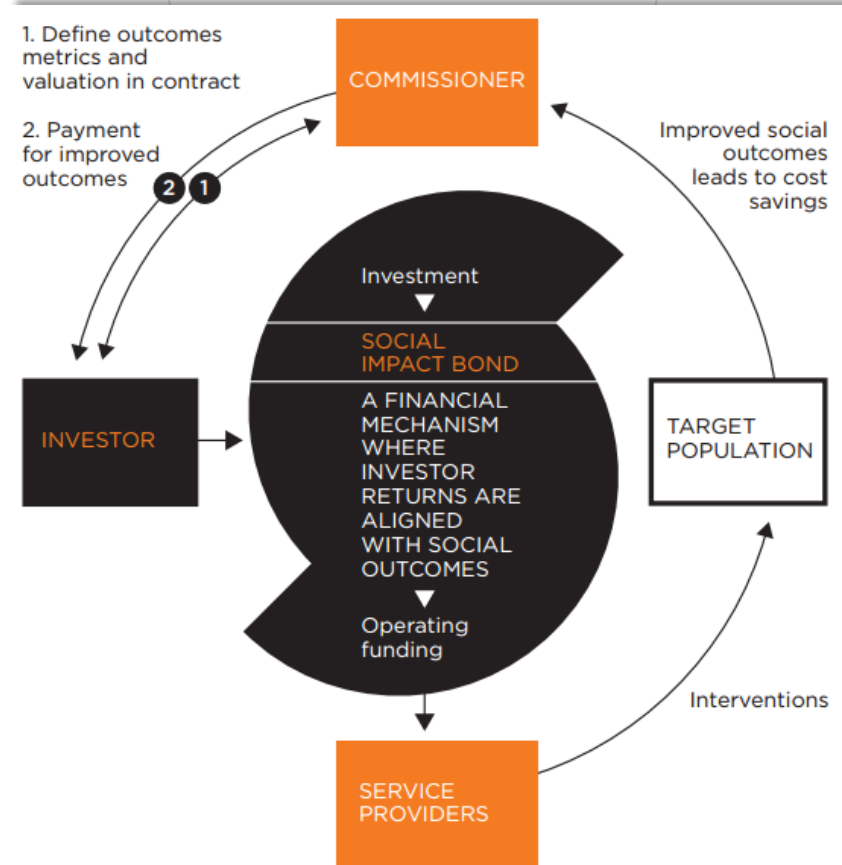 1. Define outcomes
metrics and
valuation in contract
2. Payment
for improved
outcomes
2 1
COMMISSIONER
Improved social
outcomes
leads to cost
savings
Investment
SOCIAL
IMPACT BOND
A FINANCIAL
MECHANISM
WHERE
INVESTOR
RETURNS ARE
ALIGNED
WITH SOCIAL
OUTCOMES
Operating
funding
INVESTOR
TARGET
POPULATION
Interventions
SERVICE
PROVIDERS